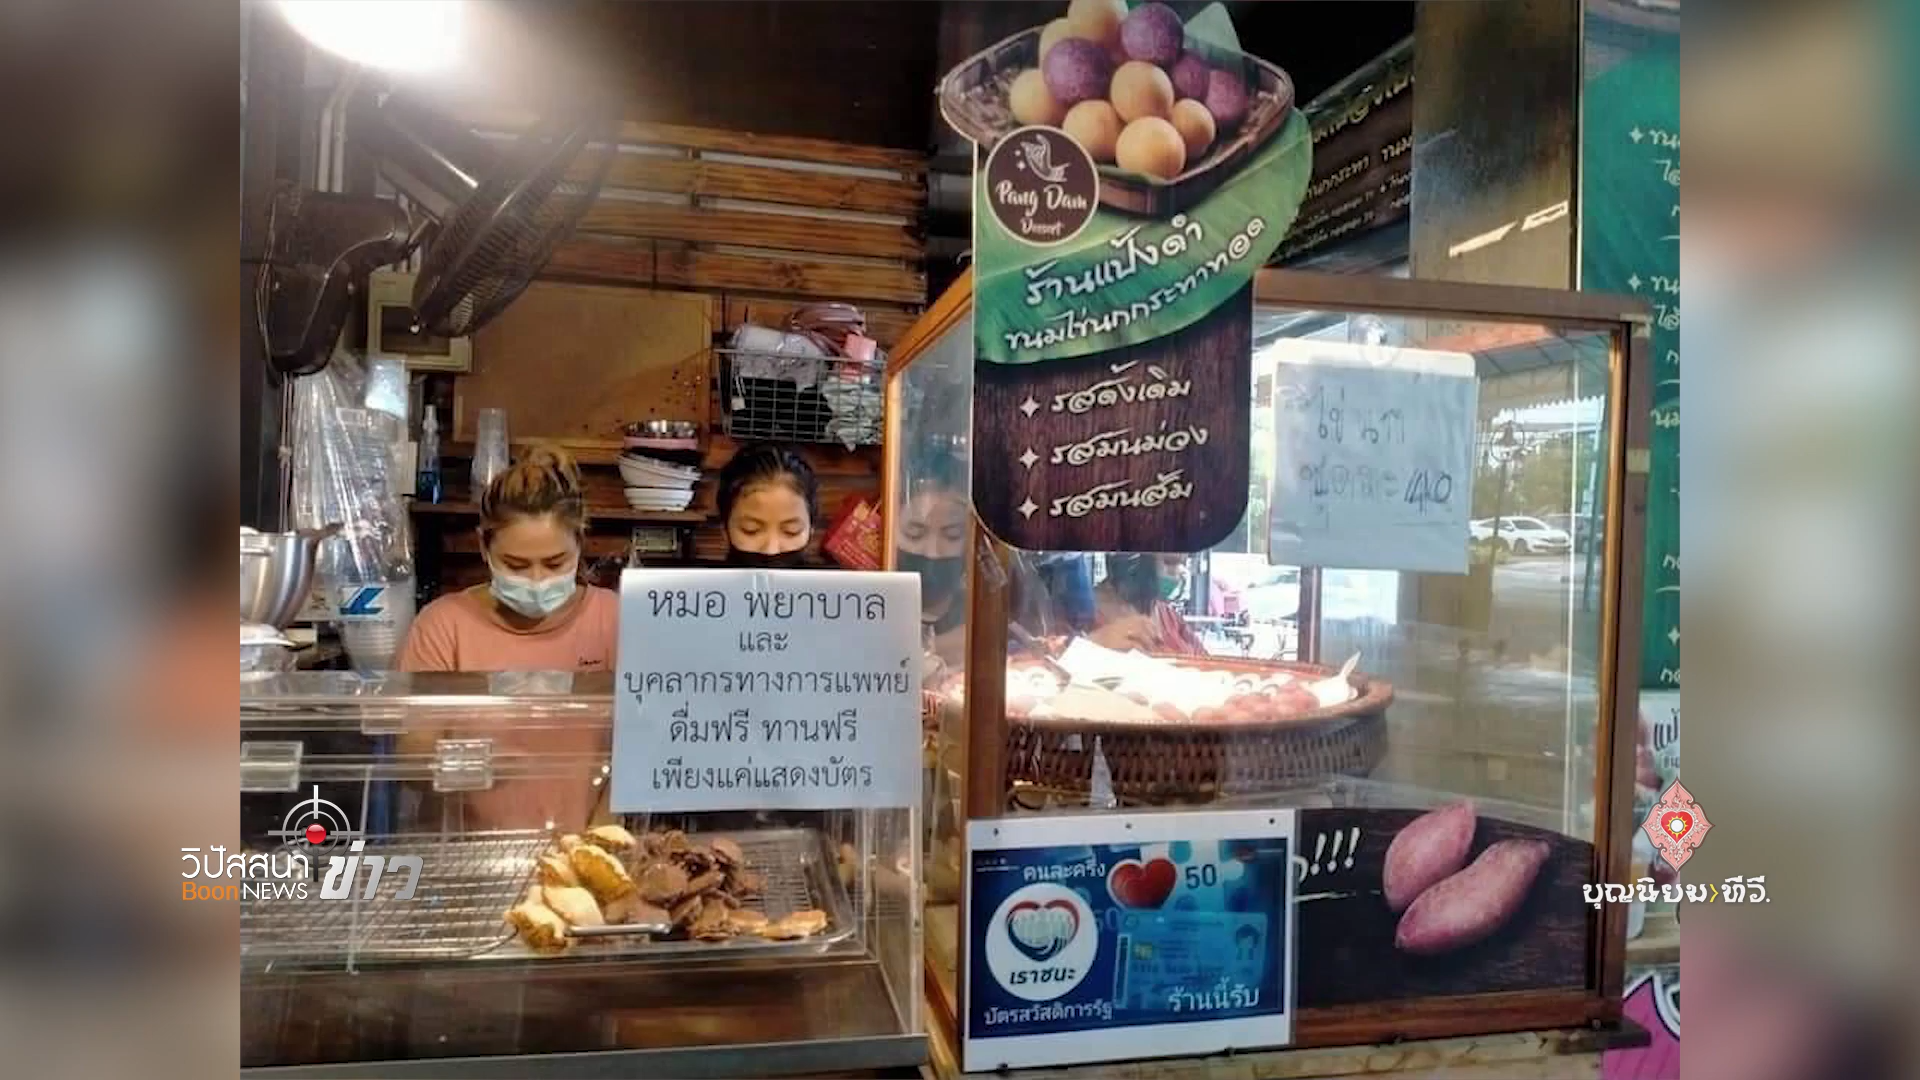 Pang Dam
Dessert
ร้านแป้งดำ
ขนมไข่นกกระทาทอด
รสดั้งเดิม
รสมันม่วง
รสมันส้ม
ไข่นก
ชุดละ 40
หมอ พยาบาล
และ
บุคลากรทางการแพทย์
ดื่มฟรี ทานฟรี
เพียงแค่แสดงบัตร
คนละครึ่ง
50
เราชนะ
บัตรสวัสดิการรัฐ
ร้านนี้รับ
!!!
วิปัสสนา
ข่าว
Boon NEWS
บุญนิยม>ทีวี.